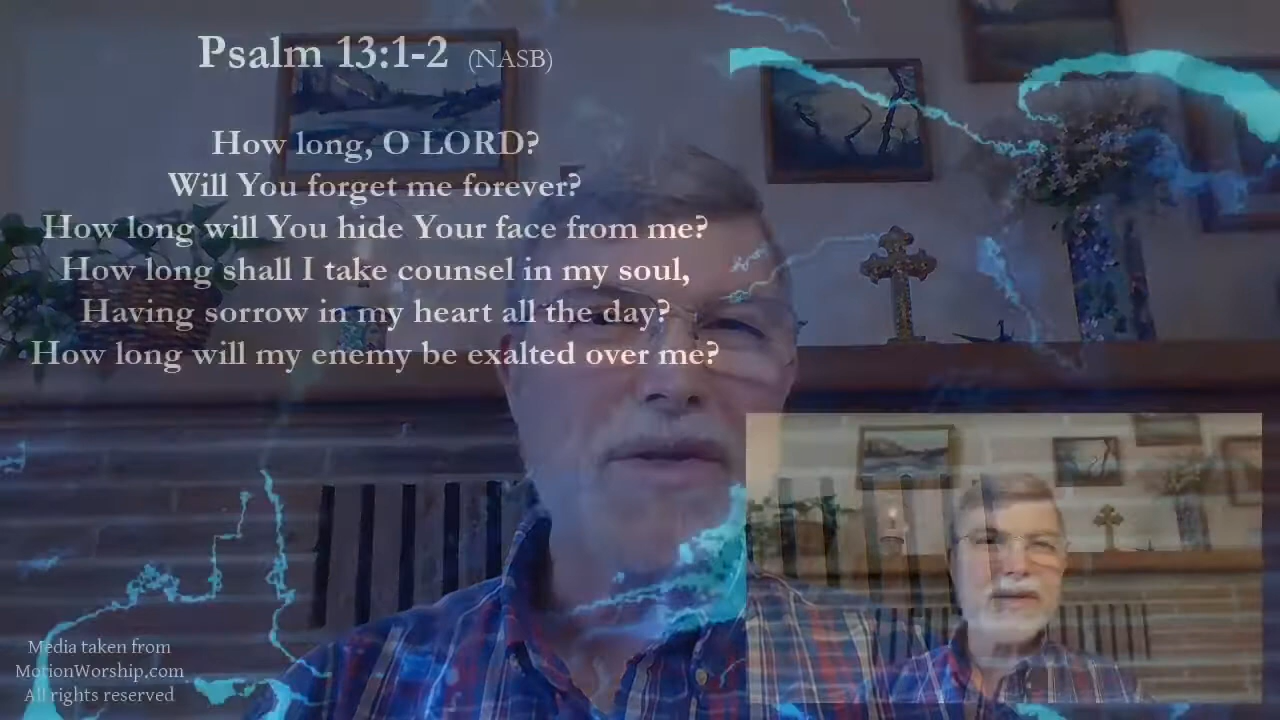 Psalm 13:1-2 (NASB)
How long, O LORD?
Will You forget me forever?
How long will You hide Your face from me?
How long shall I take counsel in my soul,
Having sorrow in my heart all the day?
How long will my enemy be exalted over me?
Media taken from
MotionWorship.com
All rights reserved